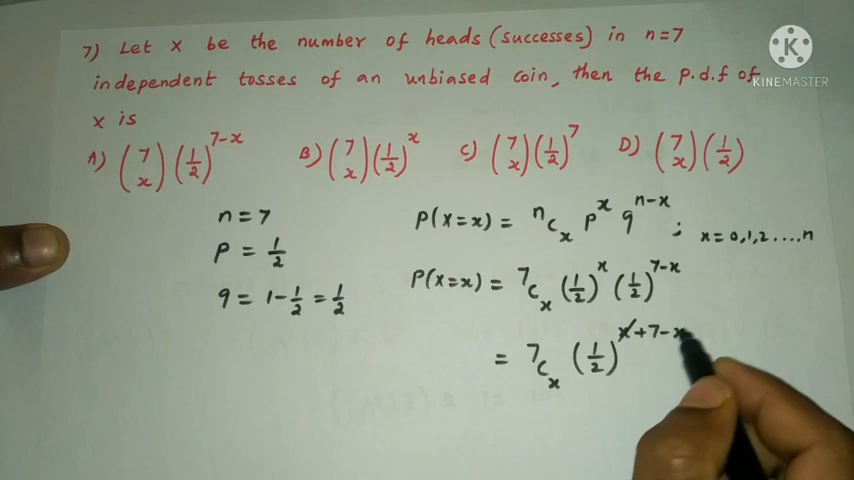 7) Let X be the number of heads (successes) in n=7
independent tosses of an unbiased coin, then the p.d.f of
X is
A) (7 x) (1/2)^(7-x) B) (7 x) (1/2)^x C) (7 x) (1/2)^7 D) (7 x) (1/2)
n = 7
P = 1/2
q = 1 - 1/2 = 1/2
P(X=x) = nCx P^x q^(n-x) ; x = 0,1,2 ....n
P(X=x) = 7Cx (1/2)^x (1/2)^(7-x)
= 7Cx (1/2)^(x+7-x)
K
KINEMASTER